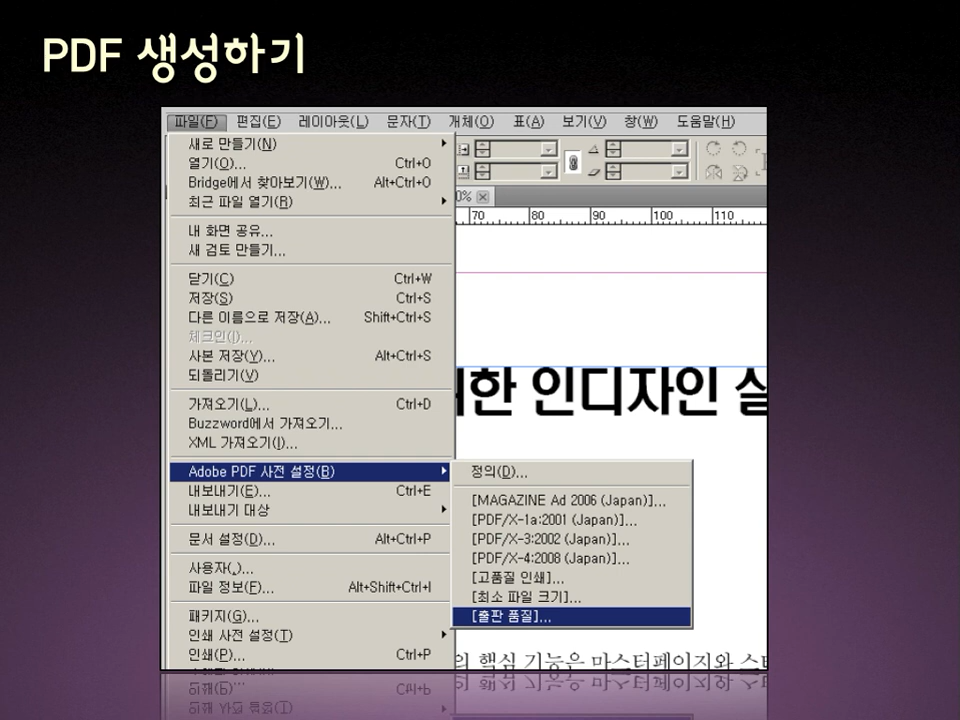 PDF 생성하기
파일(F) 편집(E) 레이아웃(L) 문자(T) 개체(O) 표(A) 보기(V) 창(W) 도움말(H)
새로 만들기(N)
열기(O)... Ctrl+O
Bridge에서 찾아보기(W)... Alt+Ctrl+O
최근 파일 열기(R)
0%
70 80 90 100 110
내 화면 공유...
새 검토 만들기...
닫기(C) Ctrl+W
저장(S) Ctrl+S
다른 이름으로 저장(A)... Shift+Ctrl+S
체크인(I)...
사본 저장(Y)... Alt+Ctrl+S
되돌리기(V)
한 인디자인 실
가져오기(L)... Ctrl+D
Buzzword에서 가져오기...
XML 가져오기(I)...
Adobe PDF 사전 설정(B)
내보내기(E)... Ctrl+E
내보내기 대상
문서 설정(D)... Alt+Ctrl+P
사용자(,)...
파일 정보(F)... Alt+Shift+Ctrl+I
패키지(G)...
인쇄 사전 설정(T)
인쇄(P)... Ctrl+P
정의(D)...
[MAGAZINE Ad 2006 (Japan)]...
[PDF/X-1a:2001 (Japan)]...
[PDF/X-3:2002 (Japan)]...
[PDF/X-4:2008 (Japan)]...
[고품질 인쇄]...
[최소 파일 크기]...
[출판 품질]...
의 핵심 기능은 마스터페이지와 스